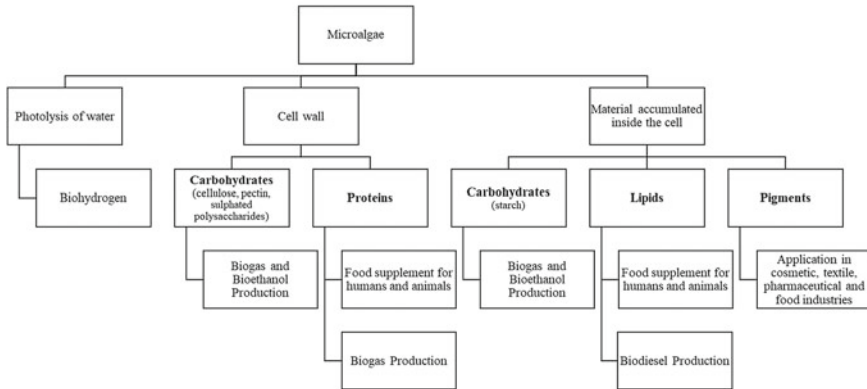 Microalgae
Photolysis of water
Cell wall
Material accumulated
inside the cell
Biohydrogen
Carbohydrates
(cellulose, pectin,
sulphated
polysaccharides)
Proteins
Carbohydrates
(starch)
Lipids
Pigments
Biogas and
Bioethanol
Production
Food supplement for
humans and animals
Biogas and
Bioethanol
Production
Food supplement for
humans and animals
Application in
cosmetic, textile,
pharmaceutical and
food industries
Biogas Production
Biodiesel Production